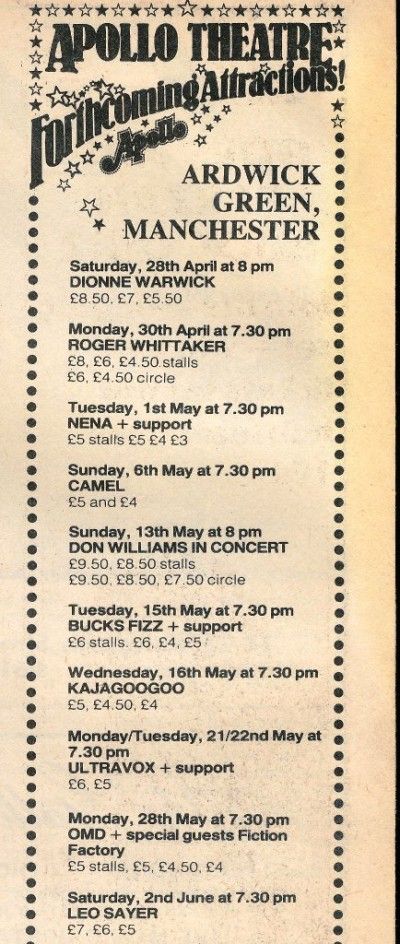 APOLLO THEATRE
Forthcoming Attractions!
Apollo
ARDWICK
GREEN,
MANCHESTER
Saturday, 28th April at 8 pm
DIONNE WARWICK
£8.50, £7, £5.50
Monday, 30th April at 7.30 pm
ROGER WHITTAKER
£8, £6, £4.50 stalls
£6, £4.50 circle
Tuesday, 1st May at 7.30 pm
NENA + support
£5 stalls £5 £4 £3
Sunday, 6th May at 7.30 pm
CAMEL
£5 and £4
Sunday, 13th May at 8 pm
DON WILLIAMS IN CONCERT
£9.50, £8.50 stalls
£9.50, £8.50, £7.50 circle
Tuesday, 15th May at 7.30 pm
BUCKS FIZZ + support
£6 stalls. £6, £4, £5
Wednesday, 16th May at 7.30 pm
KAJAGOOGOO
£5, £4.50, £4
Monday/Tuesday, 21/22nd May at
7.30 pm
ULTRAVOX + support
£6, £5
Monday, 28th May at 7.30 pm
OMD + special guests Fiction
Factory
£5 stalls, £5, £4.50, £4
Saturday, 2nd June at 7.30 pm
LEO SAYER
£7, £6, £5